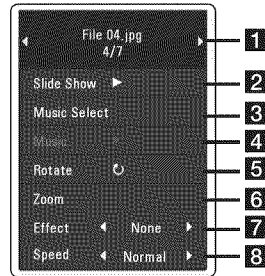 File 04.jpg 1
4/7
Slide Show 2
Music Select 3
Music 4
Rotate 5
Zoom 6
Effect None 7
Speed Normal 8